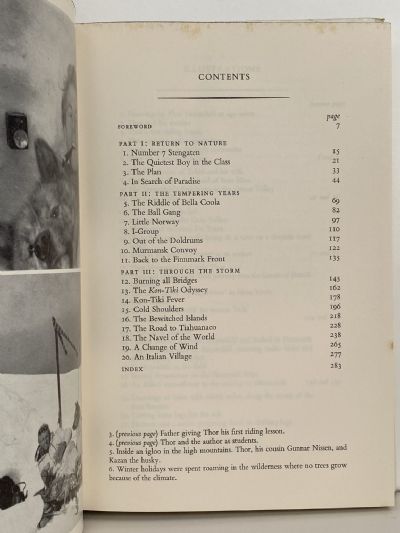 CONTENTS
page
FOREWORD 7
PART I: RETURN TO NATURE
1. Number 7 Stengaten 15
2. The Quietest Boy in the Class 21
3. The Plan 33
4. In Search of Paradise 44
PART II: THE TEMPERING YEARS
5. The Riddle of Bella Coola 69
6. The Ball Gang 82
7. Little Norway 97
8. I-Group 110
9. Out of the Doldrums 117
10. Murmansk Convoy 122
11. Back to the Finnmark Front 135
PART III: THROUGH THE STORM
12. Burning all Bridges 145
13. The Kon-Tiki Odyssey 162
14. Kon-Tiki Fever 178
15. Cold Shoulders 196
16. The Bewitched Islands 218
17. The Road to Tiahuanaco 228
18. The Navel of the World 238
19. A Change of Wind 265
20. An Italian Village 277
INDEX 283
3. (previous page) Father giving Thor his first riding lesson.
4. (previous page) Thor and the author as students.
5. Inside an igloo in the high mountains. Thor, his cousin Gunnar Nissen, and
Kazan the husky.
6. Winter holidays were spent roaming in the wilderness where no trees grow
because of the climate.